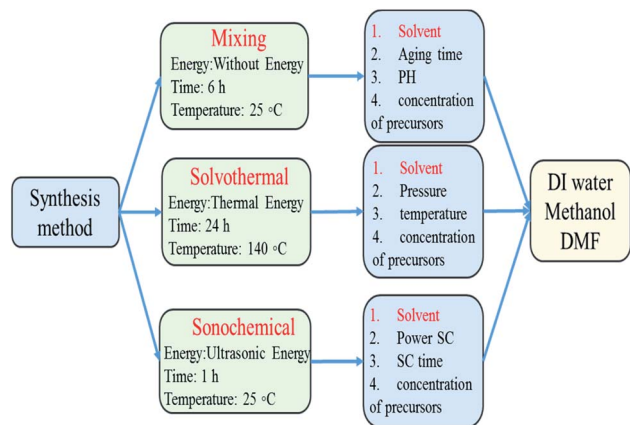 Synthesis
method
Mixing
Energy:Without Energy
Time: 6 h
Temperature: 25 °C
Solvothermal
Energy:Thermal Energy
Time: 24 h
Temperature: 140 °C
Sonochemical
Energy:Ultrasonic Energy
Time: 1 h
Temperature: 25 °C
1. Solvent
2. Aging time
3. PH
4. concentration
of precursors
1. Solvent
2. Pressure
3. temperature
4. concentration
of precursors
1. Solvent
2. Power SC
3. SC time
4. concentration
of precursors
DI water
Methanol
DMF